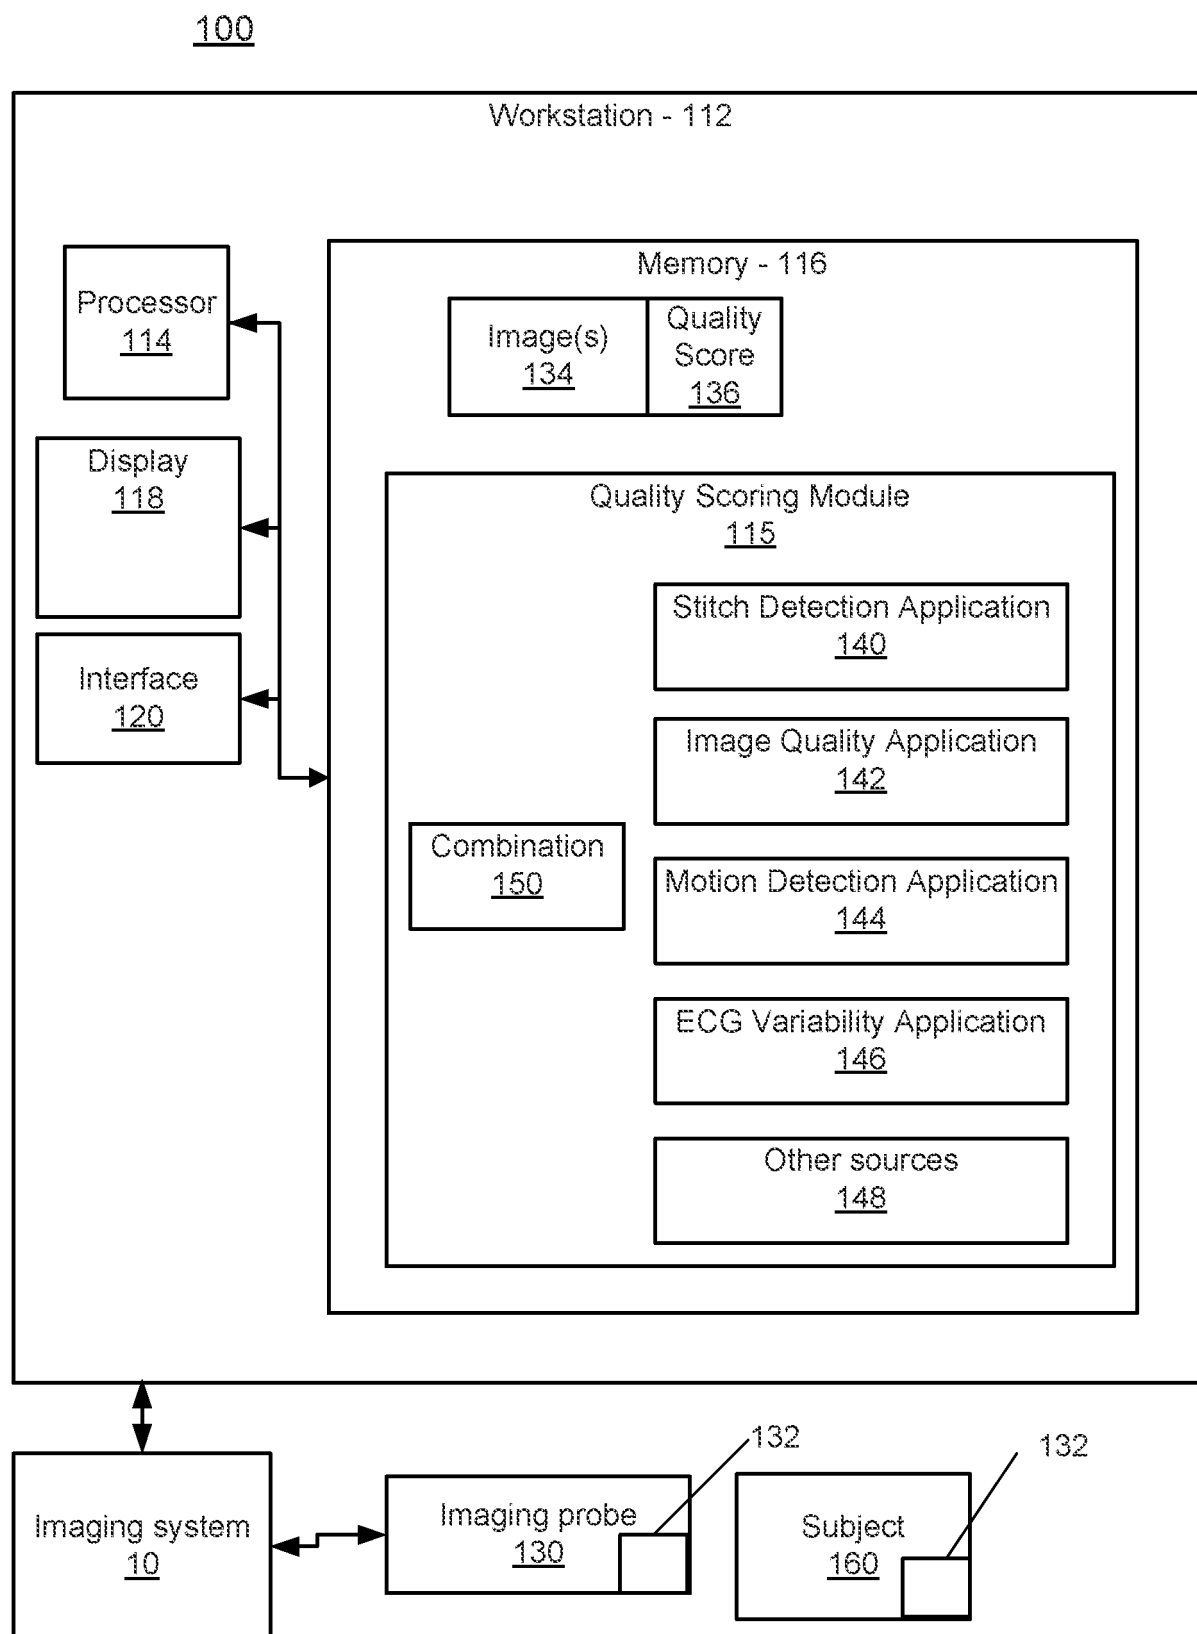 100
Workstation - 112
Processor
114
Display
118
Interface
120
Memory - 116
Image(s)
134
Quality
Score
136
Quality Scoring Module
115
Stitch Detection Application
140
Image Quality Application
142
Combination
150
Motion Detection Application
144
ECG Variability Application
146
Other sources
148
Imaging system
10
Imaging probe
130
132
Subject
160
132